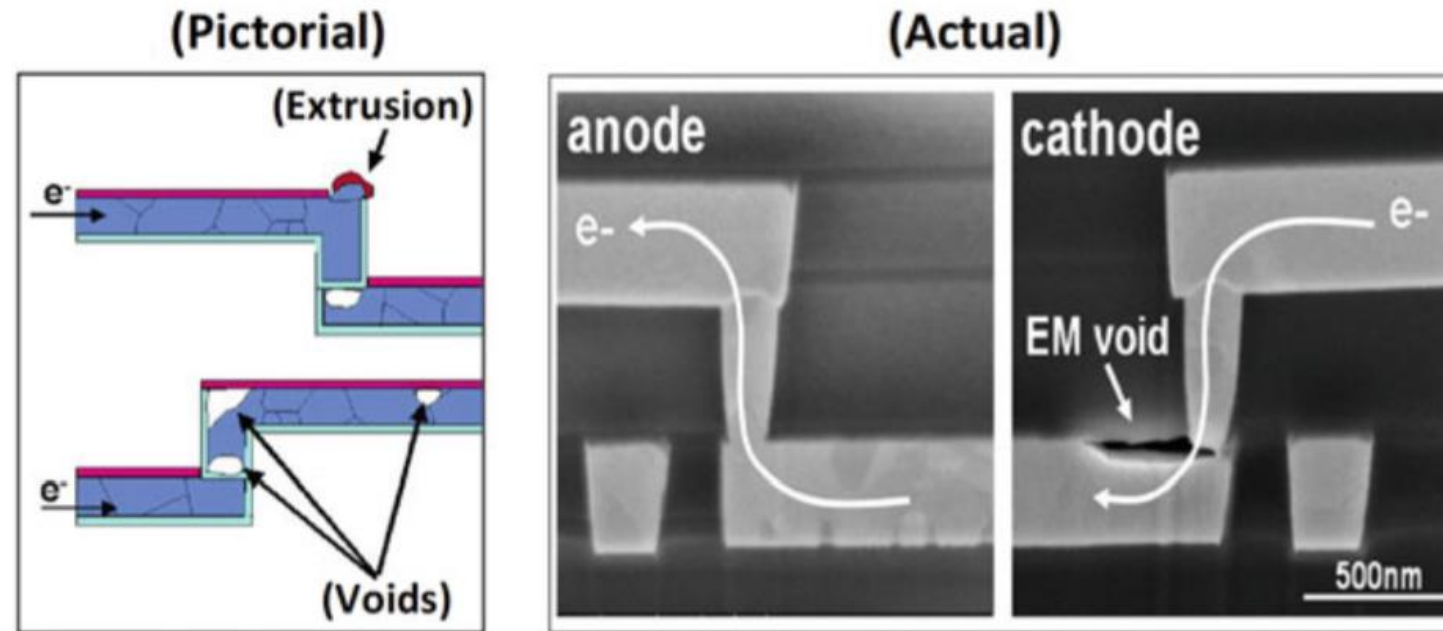 (Pictorial)
(Extrusion)
e-
e-
(Voids)
(Actual)
anode
e-
cathode
e-
EM void
500nm